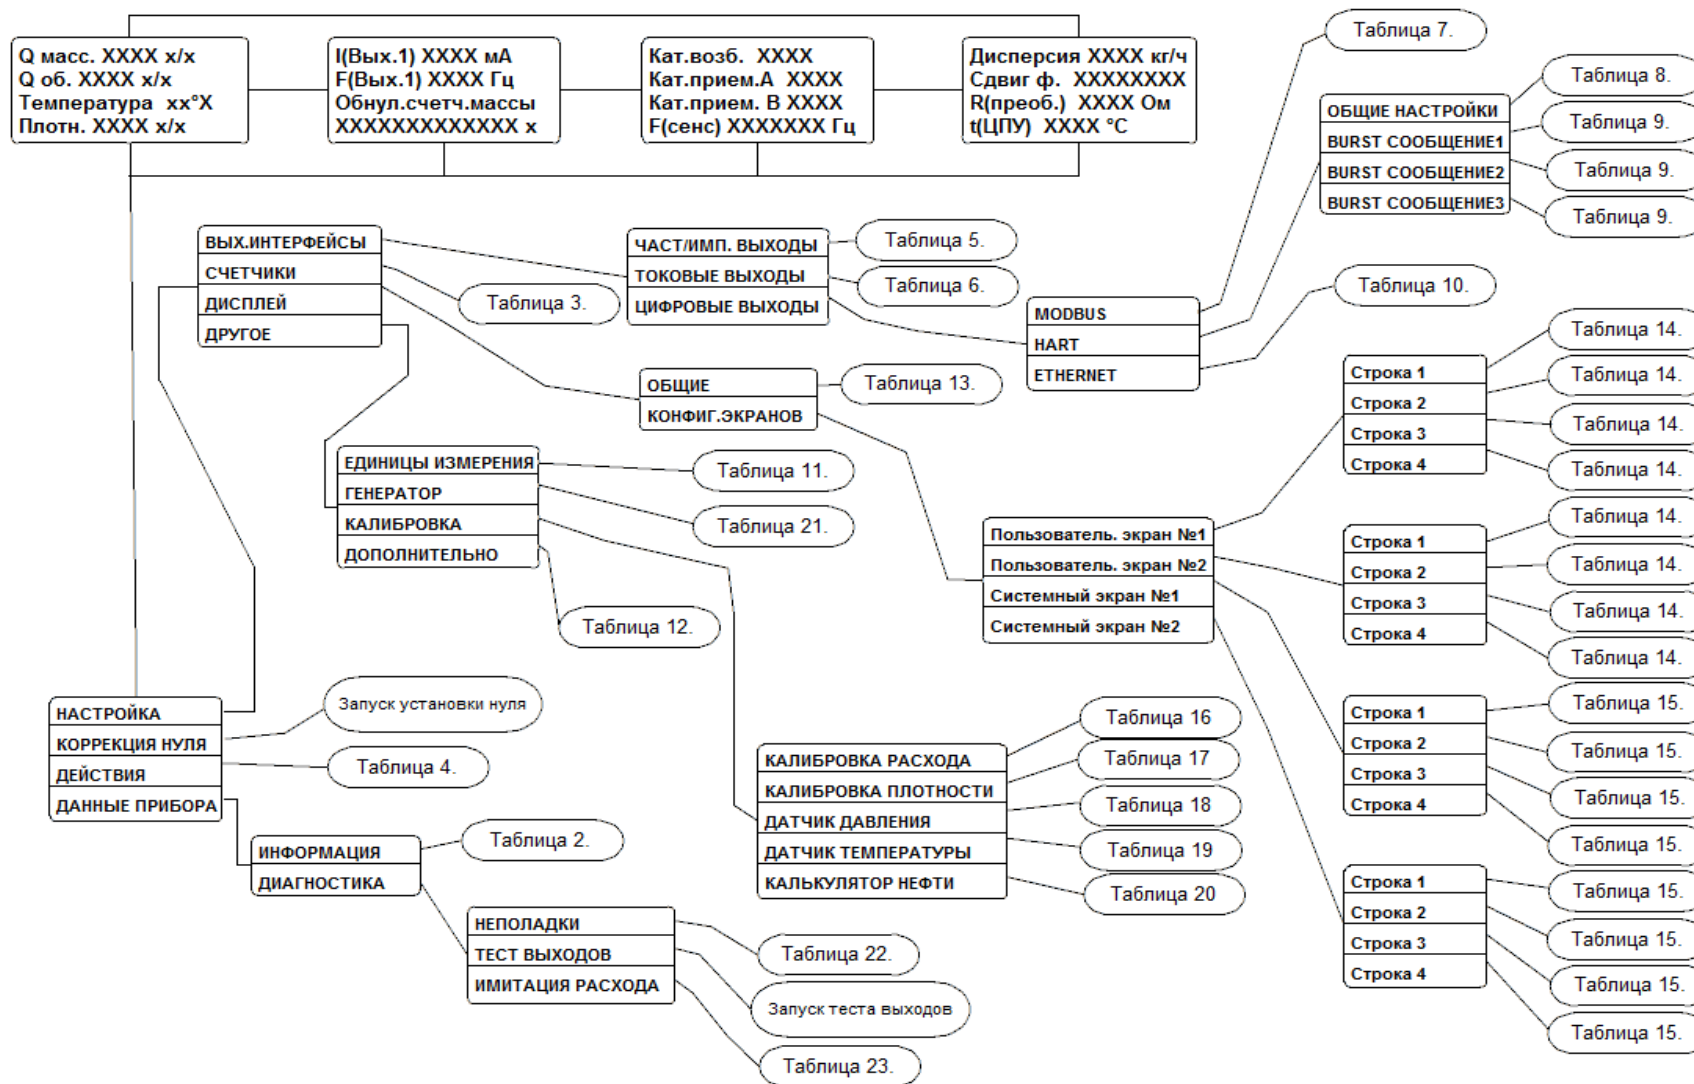 Q масс. XXXX x/x
Q об. XXXX x/x
Температура xx°X
Плотн. XXXX x/x
I(Вых.1) XXXX мА
F(Вых.1) XXXX Гц
Обнул.счетч.массы
XXXXXXXXXXXXX x
Кат.возб. XXXX
Кат.прием.А XXXX
Кат.прием. В XXXX
F(сенс) XXXXXXX Гц
Дисперсия XXXX кг/ч
Сдвиг ф. XXXXXXXX
R(преоб.) XXXX Ом
t(ЦПУ) XXXX °C
Таблица 7.
ОБЩИЕ НАСТРОЙКИ
BURST СООБЩЕНИЕ1
BURST СООБЩЕНИЕ2
BURST СООБЩЕНИЕ3
Таблица 8.
Таблица 9.
Таблица 9.
Таблица 9.
ВЫХ.ИНТЕРФЕЙСЫ
СЧЕТЧИКИ
ДИСПЛЕЙ
ДРУГОЕ
Таблица 3.
ЧАСТ/ИМП. ВЫХОДЫ
ТОКОВЫЕ ВЫХОДЫ
ЦИФРОВЫЕ ВЫХОДЫ
Таблица 5.
Таблица 6.
MODBUS
HART
ETHERNET
Таблица 10.
ОБЩИЕ
КОНФИГ.ЭКРАНОВ
Таблица 13.
ЕДИНИЦЫ ИЗМЕРЕНИЯ
ГЕНЕРАТОР
КАЛИБРОВКА
ДОПОЛНИТЕЛЬНО
Таблица 11.
Таблица 21.
Таблица 12.
Пользователь. экран №1
Пользователь. экран №2
Системный экран №1
Системный экран №2
Строка 1
Строка 2
Строка 3
Строка 4
Таблица 14.
Таблица 14.
Таблица 14.
Таблица 14.
Строка 1
Строка 2
Строка 3
Строка 4
Таблица 14.
Таблица 14.
Таблица 14.
Таблица 14.
Строка 1
Строка 2
Строка 3
Строка 4
Таблица 15.
Таблица 15.
Таблица 15.
Таблица 15.
Строка 1
Строка 2
Строка 3
Строка 4
Таблица 15.
Таблица 15.
Таблица 15.
Таблица 15.
НАСТРОЙКА
КОРРЕКЦИЯ НУЛЯ
ДЕЙСТВИЯ
ДАННЫЕ ПРИБОРА
Запуск установки нуля
Таблица 4.
КАЛИБРОВКА РАСХОДА
КАЛИБРОВКА ПЛОТНОСТИ
ДАТЧИК ДАВЛЕНИЯ
ДАТЧИК ТЕМПЕРАТУРЫ
КАЛЬКУЛЯТОР НЕФТИ
Таблица 16
Таблица 17
Таблица 18
Таблица 19
Таблица 20
ИНФОРМАЦИЯ
ДИАГНОСТИКА
Таблица 2.
НЕПОЛАДКИ
ТЕСТ ВЫХОДОВ
ИМИТАЦИЯ РАСХОДА
Таблица 22.
Запуск теста выходов
Таблица 23.